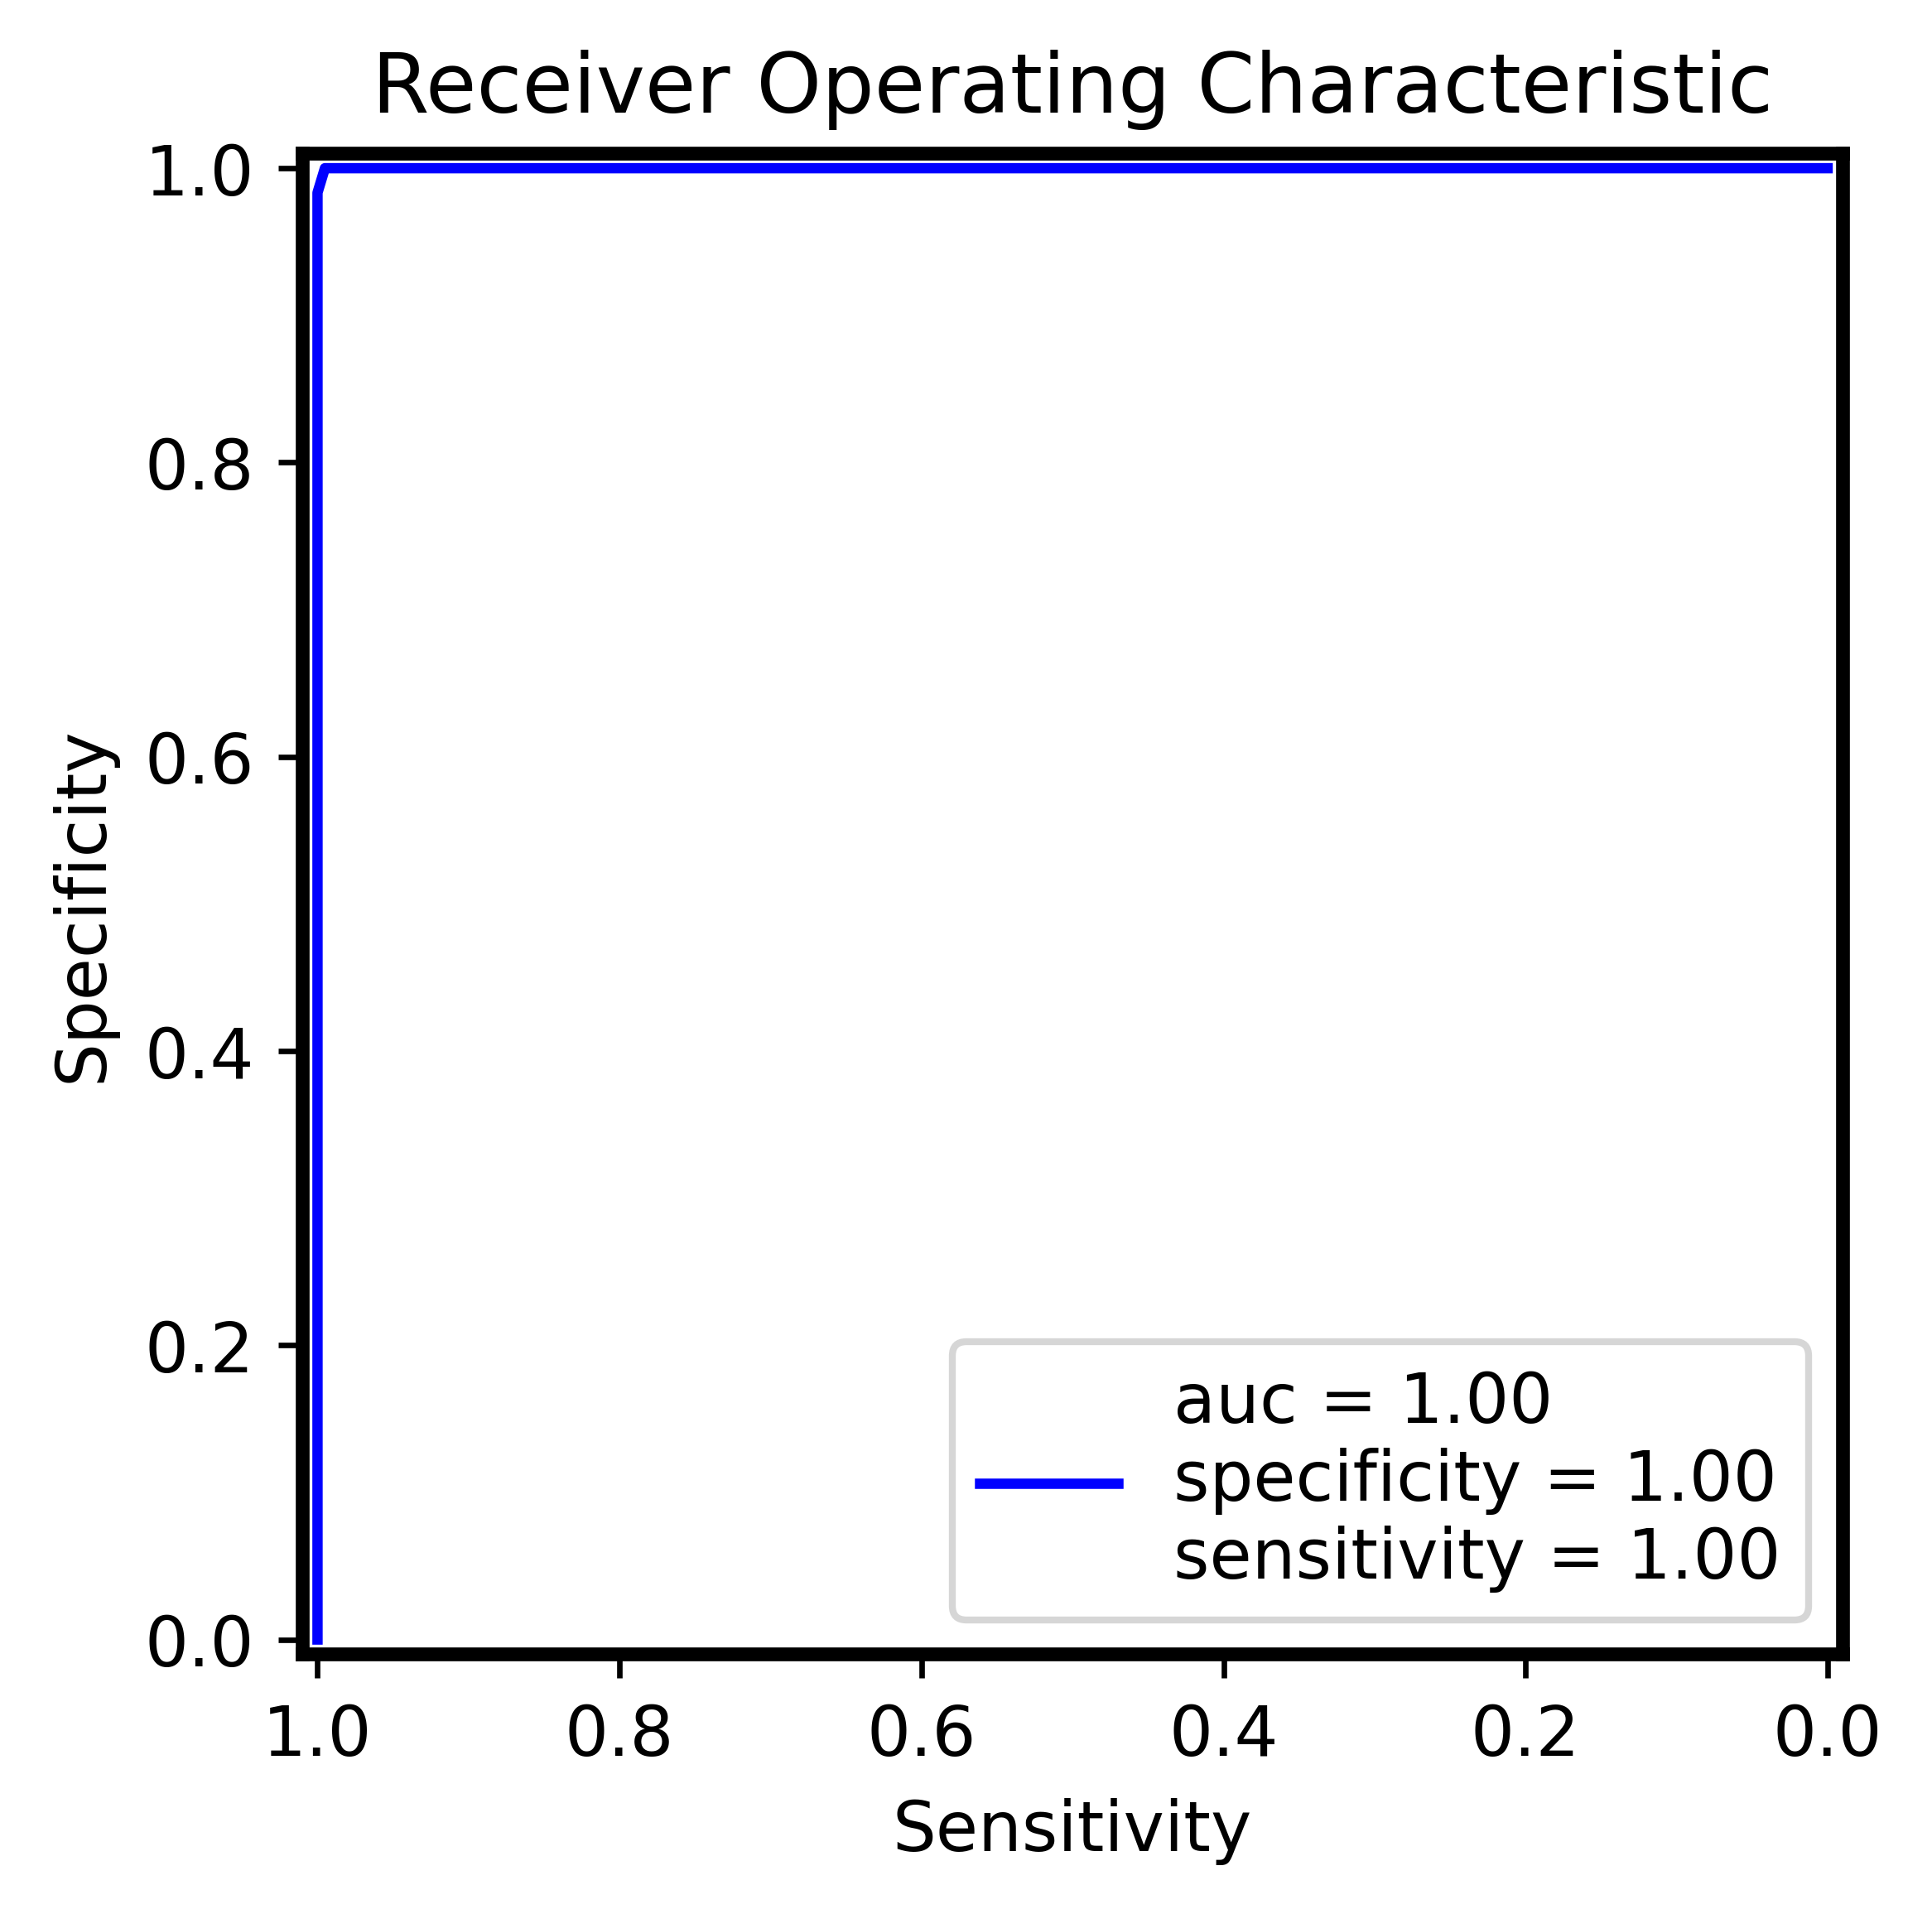 Receiver Operating Characteristic
1.0
0.8
0.6
0.4
0.2
0.0
Specificity
auc = 1.00
specificity = 1.00
sensitivity = 1.00
1.0 0.8 0.6 0.4 0.2 0.0
Sensitivity